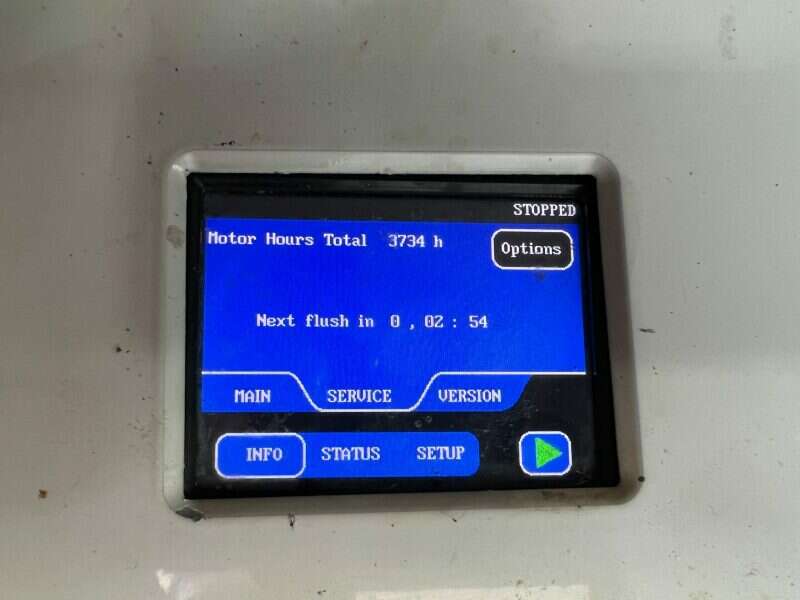 STOPPED
Motor Hours Total 3734 h
Options
Next flush in 0 , 02 : 54
MAIN SERVICE VERSION
INFO STATUS SETUP